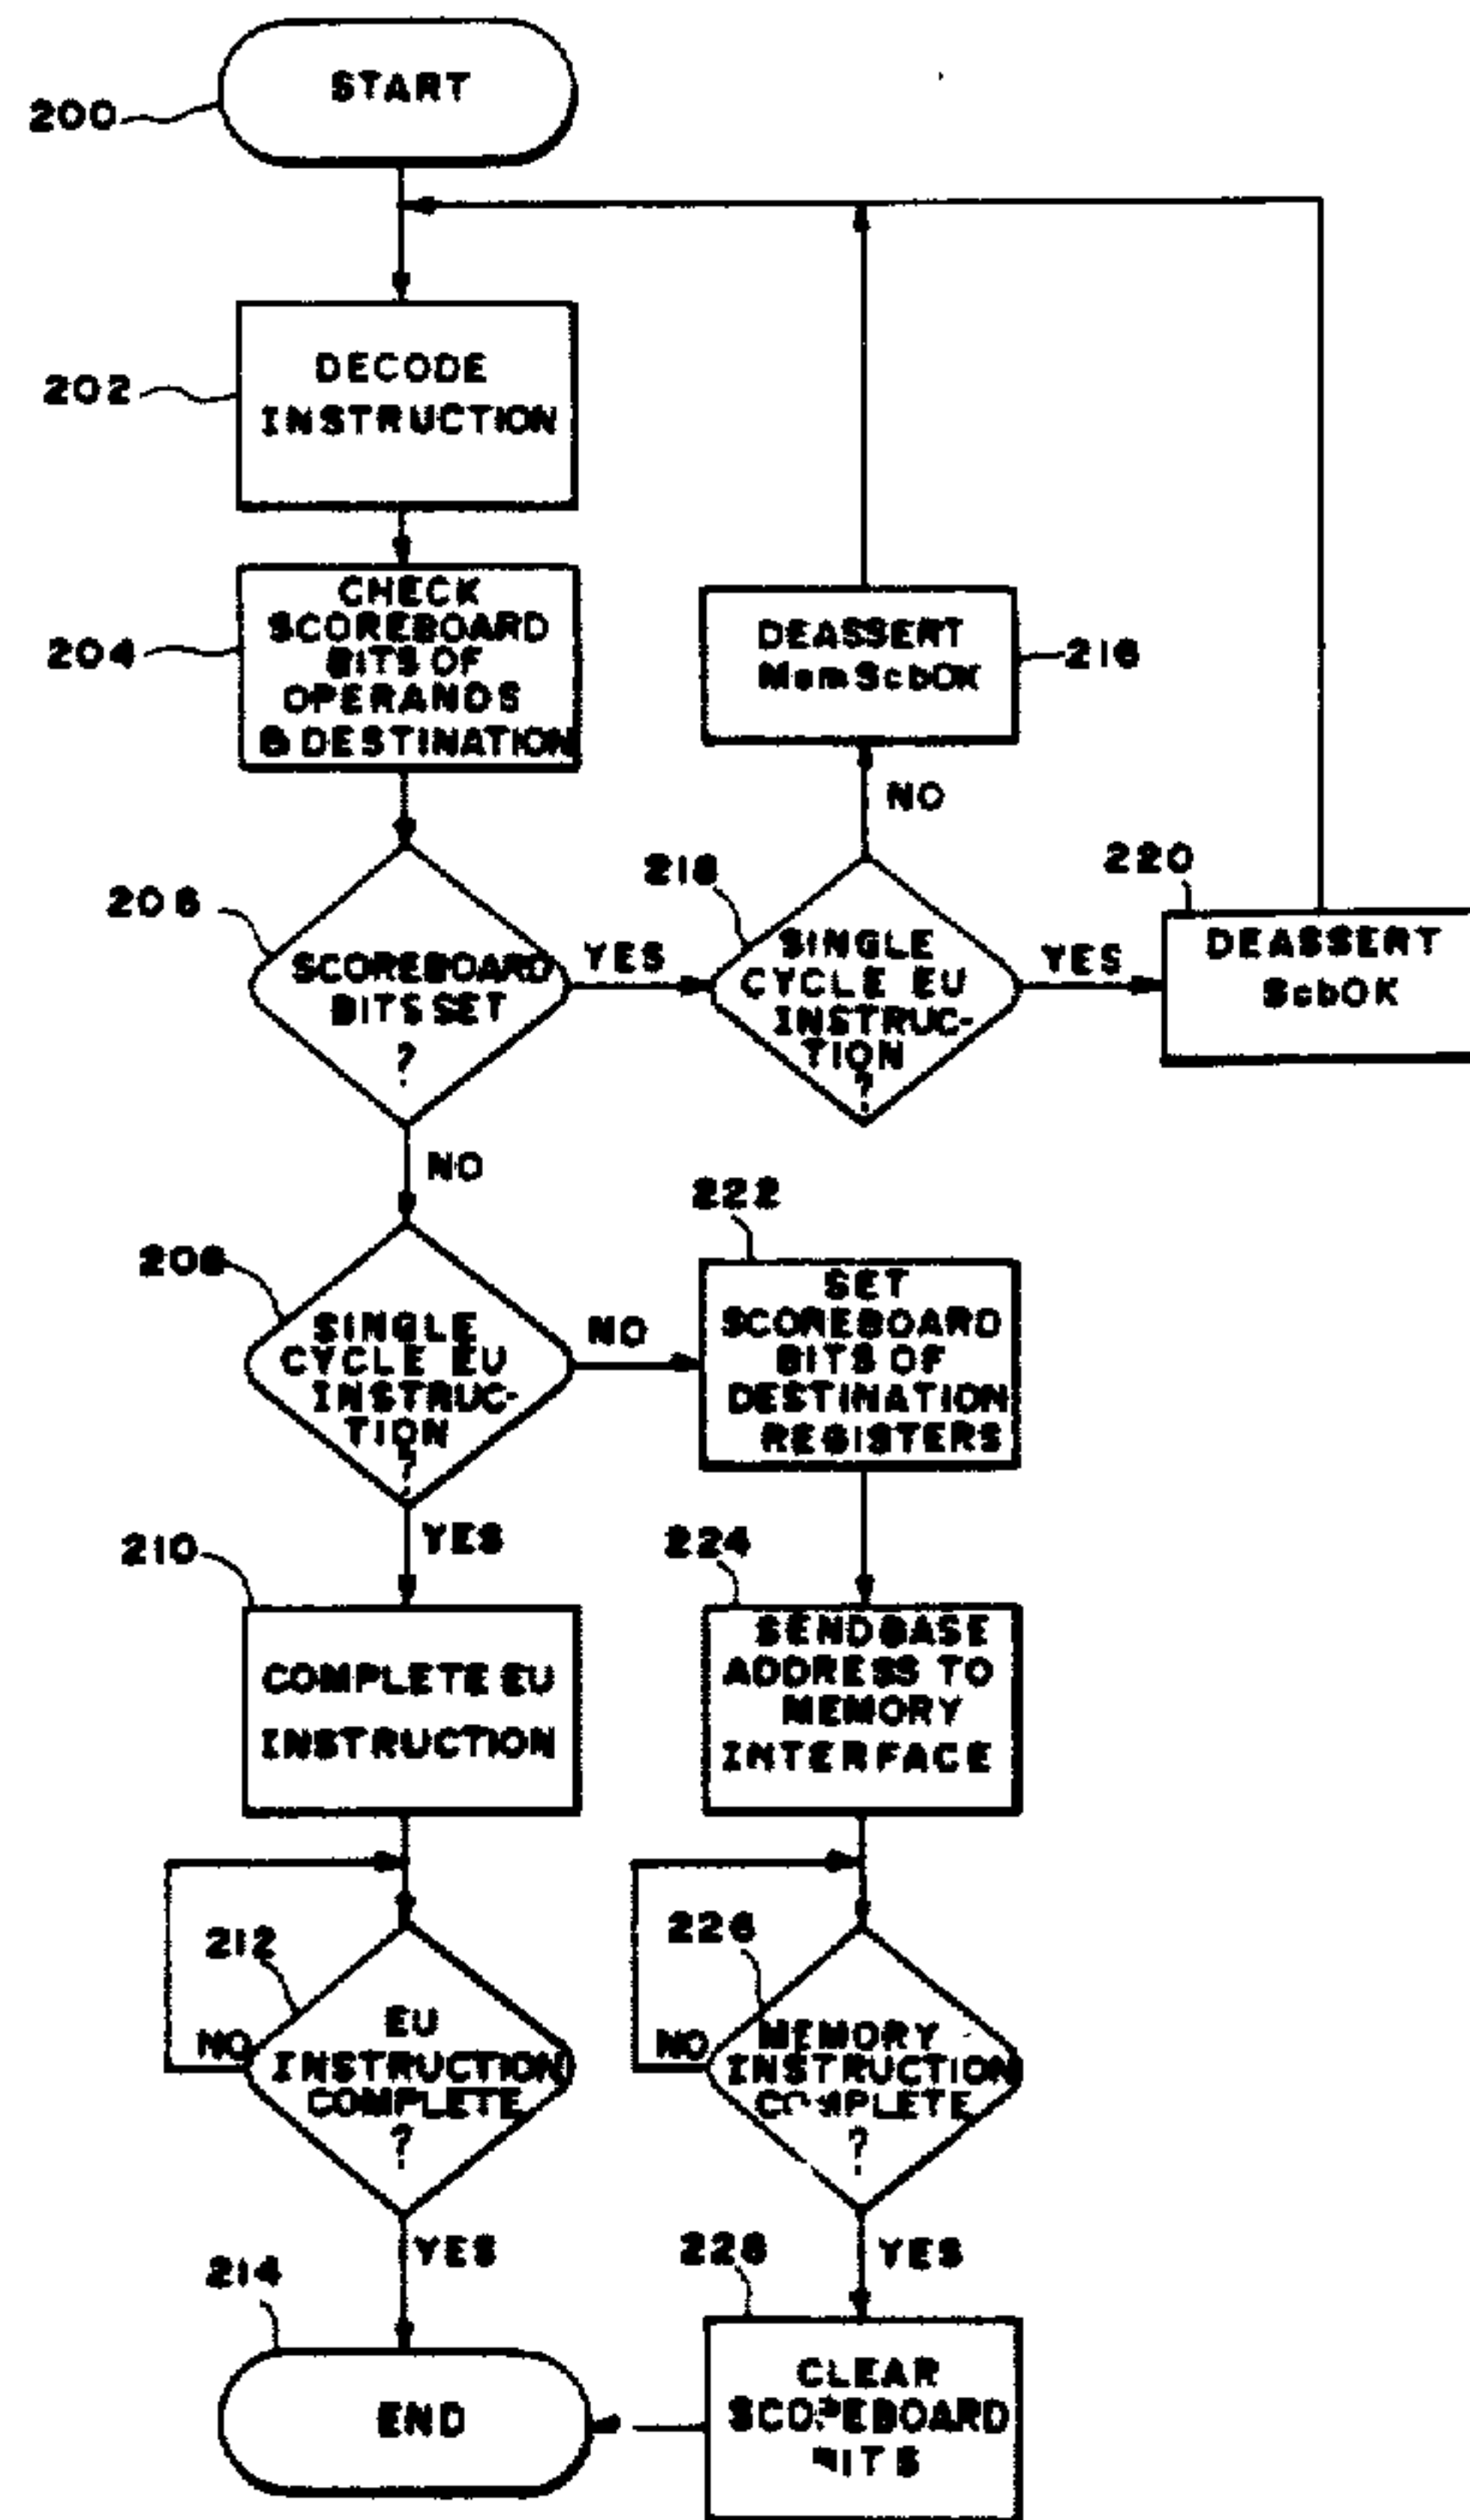 START
200
DECODE
INSTRUCTION
202
CHECK
SCOREBOARD
BITS OF
OPERANDS
& DESTINATION
204
DEASSERT
MemScbOK
216
NO
206
SCOREBOARD
BITS SET
?
YES
218
SINGLE
CYCLE EU
INSTRUC-
TION
?
YES
220
DEASSERT
ScbOK
NO
208
SINGLE
CYCLE EU
INSTRUC-
TION
?
NO
222
SET
SCOREBOARD
BITS OF
DESTINATION
REGISTERS
YES
210
COMPLETE EU
INSTRUCTION
224
SEND BASE
ADDRESS TO
MEMORY
INTERFACE
212
NO
EU
INSTRUCTION
COMPLETE
?
226
NO
MEMORY
INSTRUCTION
COMPLETE
?
YES
214
END
YES
228
CLEAR
SCOREBOARD
BITS